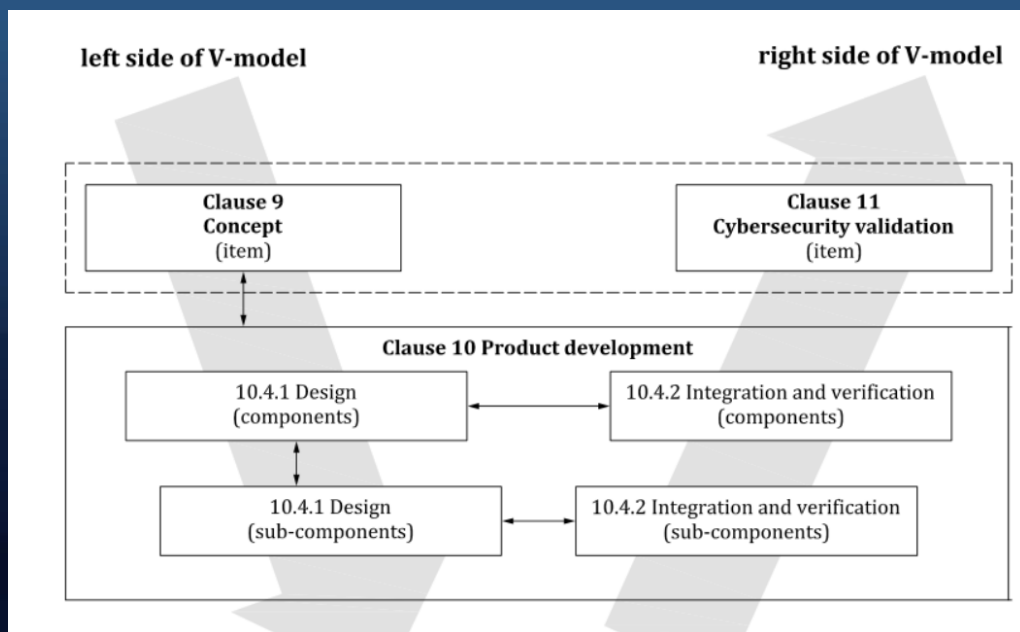 left side of V-model
right side of V-model
Clause 9
Concept
(item)
Clause 11
Cybersecurity validation
(item)
Clause 10 Product development
10.4.1 Design
(components)
10.4.2 Integration and verification
(components)
10.4.1 Design
(sub-components)
10.4.2 Integration and verification
(sub-components)